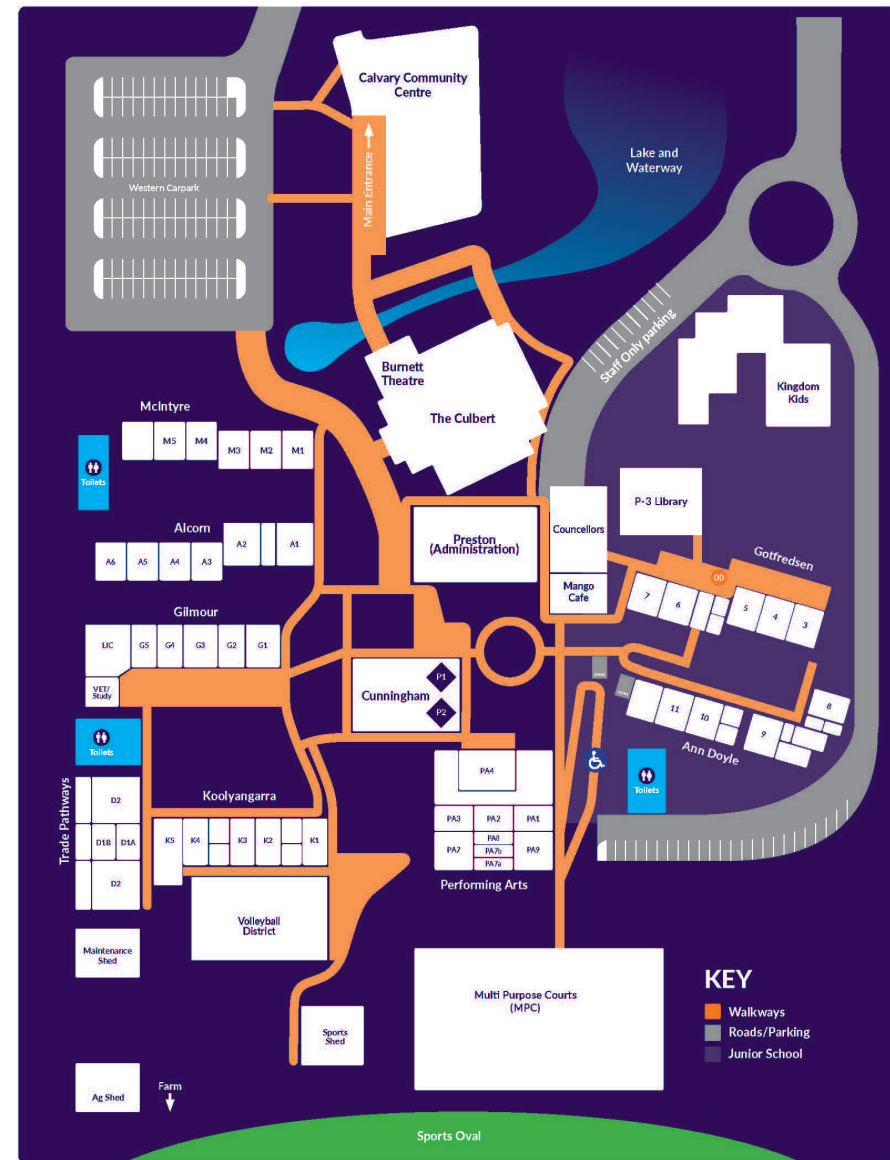 Calvary Community
Centre
Lake and
Waterway
Western Carpark
Main Entrance
Staff Only parking
Burnett
Theatre
The Culbert
Kingdom
Kids
McIntyre
M5
M4
M3
M2
M1
Toilets
P-3 Library
Alcorn
A6
A5
A4
A3
A2
A1
Preston
(Administration)
Councellors
Mango
Cafe
Gotfredsen
00
7
6
5
4
3
Gilmour
LIC
G5
G4
G3
G2
G1
VET/
Study
Cunningham
P1
P2
11
10
9
8
Ann Doyle
Toilets
Toilets
Trade Pathways
D2
D1B
D1A
D2
Koolyangarra
K5
K4
K3
K2
K1
PA4
PA3
PA2
PA1
PA8
PA7
PA7b
PA9
PA7a
Performing Arts
Volleyball
District
Maintenance
Shed
Multi Purpose Courts
(MPC)
Sports
Shed
Ag Shed
Farm
KEY
Walkways
Roads/Parking
Junior School
Sports Oval